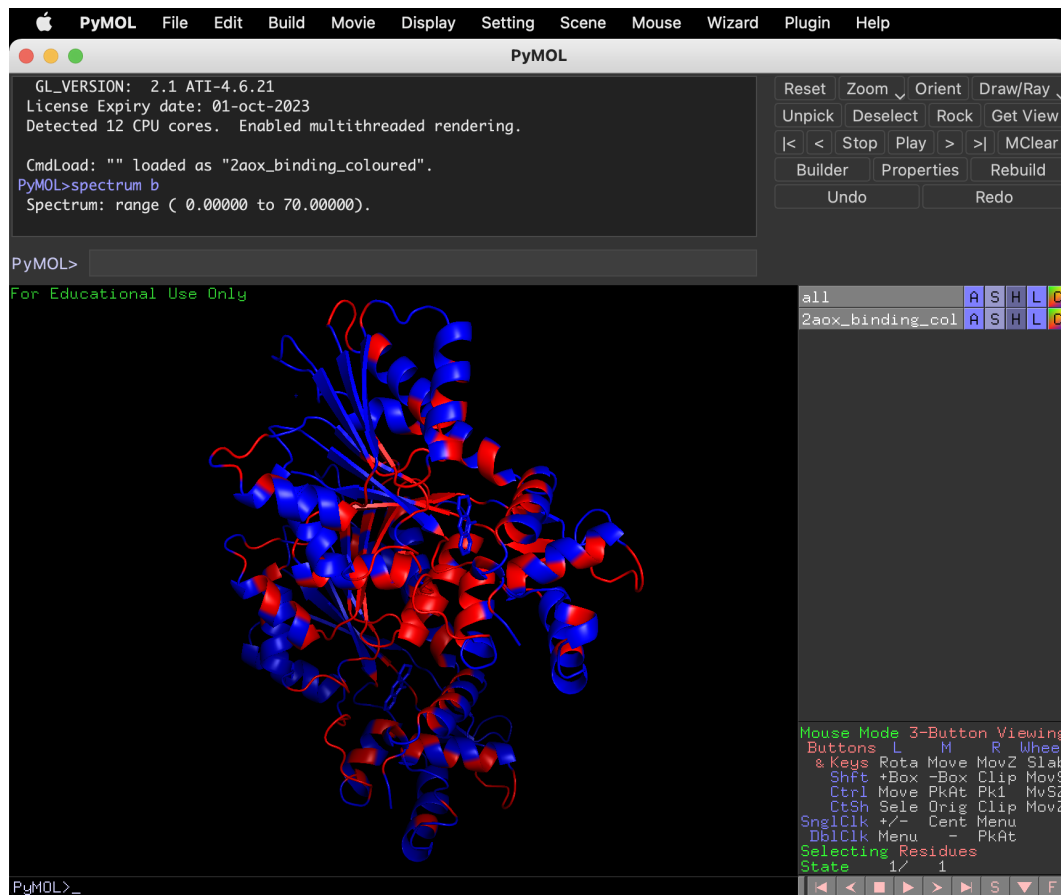 PyMOL File Edit Build Movie Display Setting Scene Mouse Wizard Plugin Help
PyMOL
GL_VERSION: 2.1 ATI-4.6.21
License Expiry date: 01-oct-2023
Detected 12 CPU cores. Enabled multithreaded rendering.
CmdLoad: "" loaded as "2aox_binding_coloured".
PyMOL>spectrum b
Spectrum: range ( 0.00000 to 70.00000).
Reset Zoom Orient Draw/Ray
Unpick Deselect Rock Get View
|< < Stop Play > >| MClear
Builder Properties Rebuild
Undo Redo
PyMOL>
For Educational Use Only
all A S H L C
2aox_binding_col A S H L C
Mouse Mode 3-Button Viewing
Buttons L M R Whee
& Keys Rota Move MovZ Slab
Shft +Box -Box Clip MovS
Ctrl Move PkAt Pk1 MvSZ
CtSh Sele Orig Clip MovZ
SnglClk +/- Cent Menu
DblClk Menu - PkAt
Selecting Residues
State 1/ 1
PyMOL>_
S F